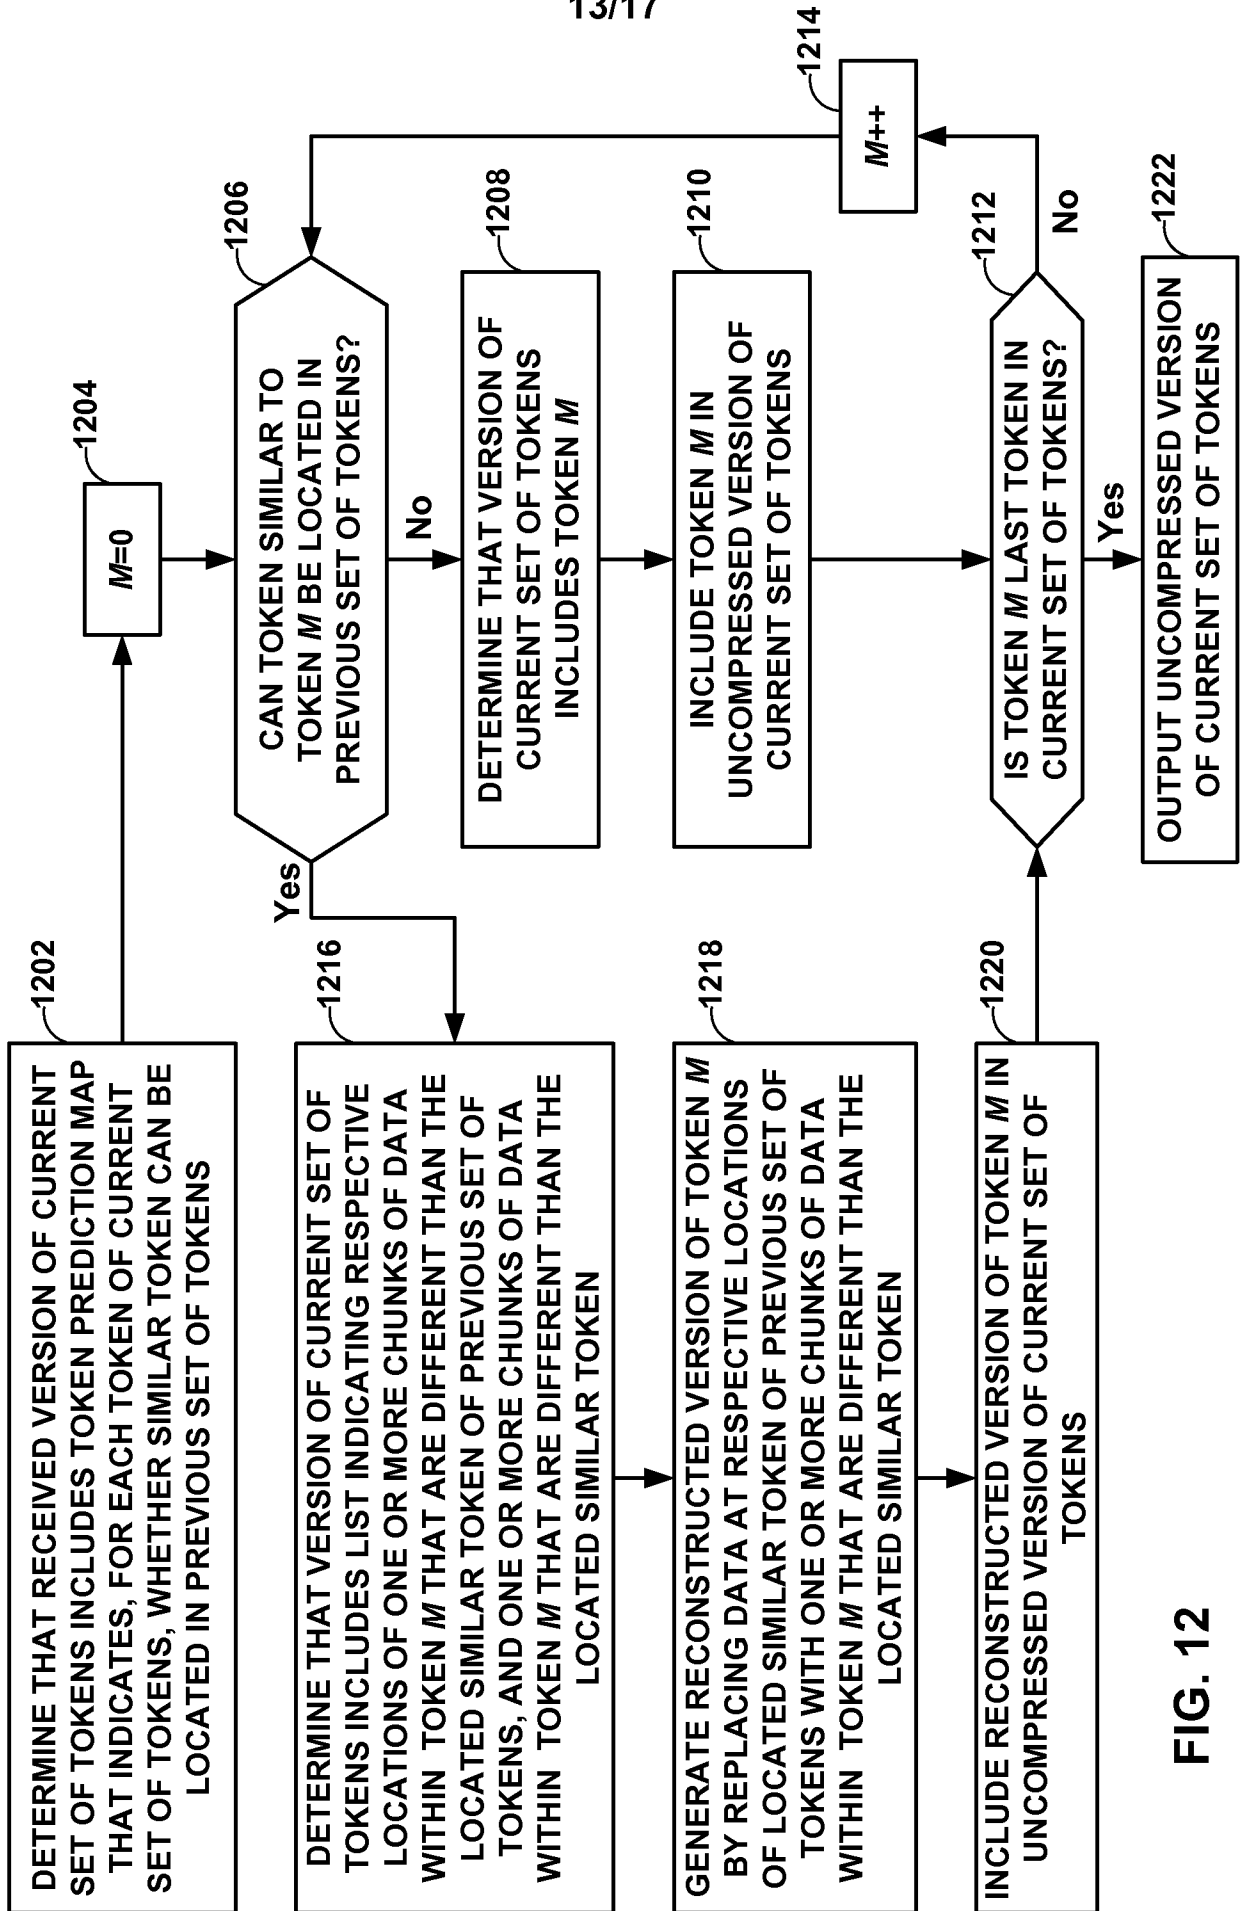 13/17
1202
DETERMINE THAT RECEIVED VERSION OF CURRENT
SET OF TOKENS INCLUDES TOKEN PREDICTION MAP
THAT INDICATES, FOR EACH TOKEN OF CURRENT
SET OF TOKENS, WHETHER SIMILAR TOKEN CAN BE
LOCATED IN PREVIOUS SET OF TOKENS
1204
M=0
1206
CAN TOKEN SIMILAR TO
TOKEN M BE LOCATED IN
PREVIOUS SET OF TOKENS?
Yes
No
1208
DETERMINE THAT VERSION OF
CURRENT SET OF TOKENS
INCLUDES TOKEN M
1210
INCLUDE TOKEN M IN
UNCOMPRESSED VERSION OF
CURRENT SET OF TOKENS
1212
IS TOKEN M LAST TOKEN IN
CURRENT SET OF TOKENS?
No
Yes
1214
M++
1216
DETERMINE THAT VERSION OF CURRENT SET OF
TOKENS INCLUDES LIST INDICATING RESPECTIVE
LOCATIONS OF ONE OR MORE CHUNKS OF DATA
WITHIN TOKEN M THAT ARE DIFFERENT THAN THE
LOCATED SIMILAR TOKEN OF PREVIOUS SET OF
TOKENS, AND ONE OR MORE CHUNKS OF DATA
WITHIN TOKEN M THAT ARE DIFFERENT THAN THE
LOCATED SIMILAR TOKEN
1218
GENERATE RECONSTRUCTED VERSION OF TOKEN M
BY REPLACING DATA AT RESPECTIVE LOCATIONS
OF LOCATED SIMILAR TOKEN OF PREVIOUS SET OF
TOKENS WITH ONE OR MORE CHUNKS OF DATA
WITHIN TOKEN M THAT ARE DIFFERENT THAN THE
LOCATED SIMILAR TOKEN
1220
INCLUDE RECONSTRUCTED VERSION OF TOKEN M IN
UNCOMPRESSED VERSION OF CURRENT SET OF
TOKENS
1222
OUTPUT UNCOMPRESSED VERSION
OF CURRENT SET OF TOKENS
FIG. 12